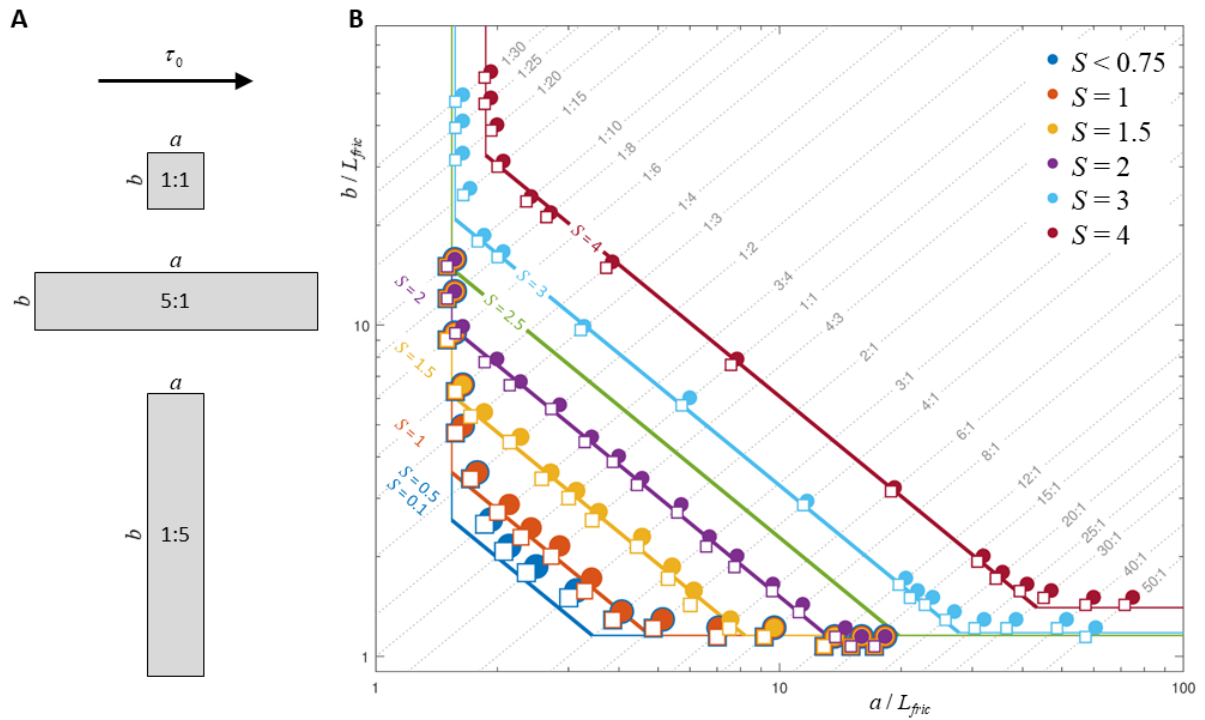 A
τ₀
a
b
1:1
a
b
5:1
a
b
1:5
B
b / L_fric
10
1
1
10
100
a / L_fric
S < 0.75
S = 1
S = 1.5
S = 2
S = 3
S = 4
1:30
1:25
1:20
1:15
1:10
1:8
1:6
1:4
1:3
1:2
3:4
1:1
4:3
2:1
3:1
4:1
6:1
8:1
12:1
15:1
20:1
25:1
30:1
40:1
50:1
S = 4
S = 3
S = 2.5
S = 2
S = 1.5
S = 1
S = 0.5
S = 0.1